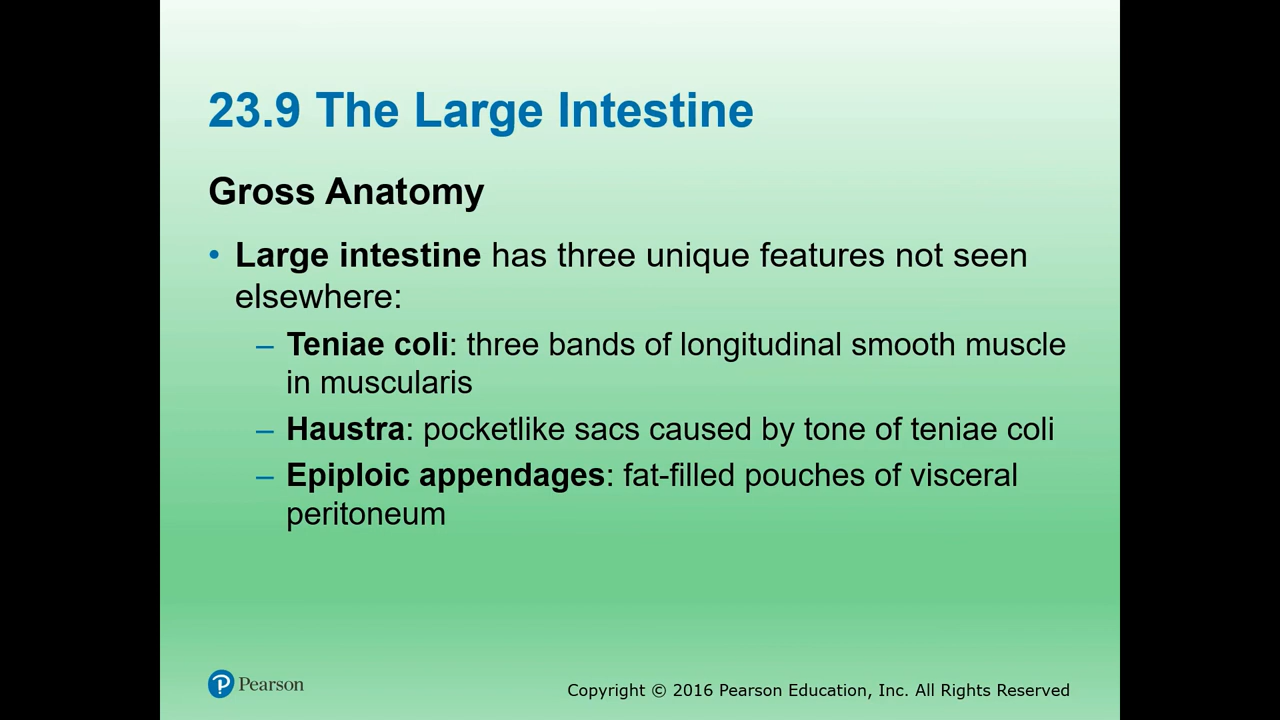 23.9 The Large Intestine
Gross Anatomy
• Large intestine has three unique features not seen
elsewhere:
– Teniae coli: three bands of longitudinal smooth muscle
in muscularis
– Haustra: pocketlike sacs caused by tone of teniae coli
– Epiploic appendages: fat-filled pouches of visceral
peritoneum
P Pearson
Copyright © 2016 Pearson Education, Inc. All Rights Reserved